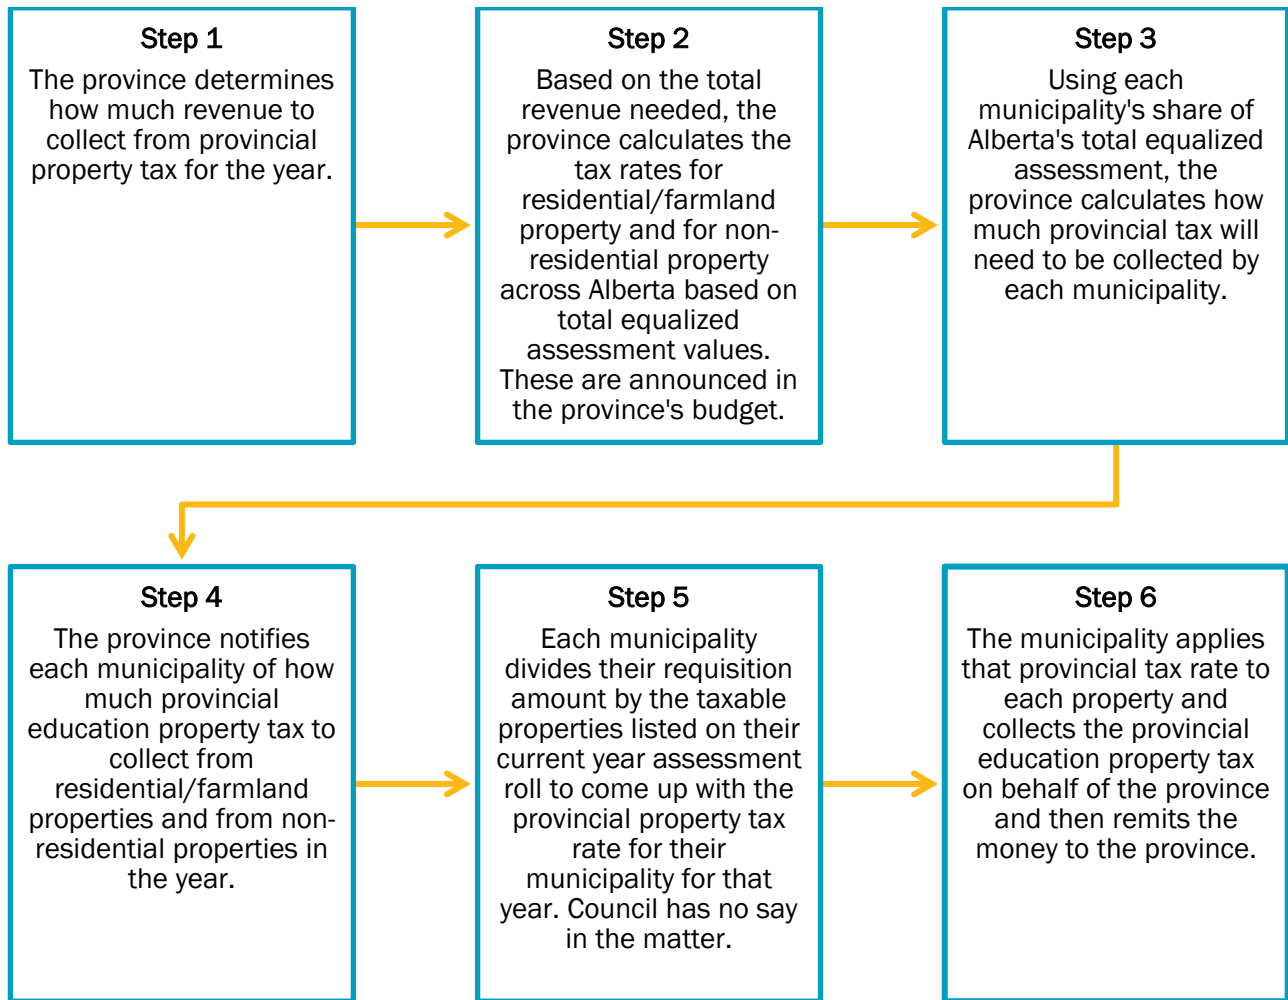 Step 1
The province determines
how much revenue to
collect from provincial
property tax for the year.
Step 2
Based on the total
revenue needed, the
province calculates the
tax rates for
residential/farmland
property and for non-
residential property
across Alberta based on
total equalized
assessment values.
These are announced in
the province's budget.
Step 3
Using each
municipality's share of
Alberta's total equalized
assessment, the
province calculates how
much provincial tax will
need to be collected by
each municipality.
Step 4
The province notifies
each municipality of how
much provincial
education property tax to
collect from
residential/farmland
properties and from non-
residential properties in
the year.
Step 5
Each municipality
divides their requisition
amount by the taxable
properties listed on their
current year assessment
roll to come up with the
provincial property tax
rate for their
municipality for that
year. Council has no say
in the matter.
Step 6
The municipality applies
that provincial tax rate to
each property and
collects the provincial
education property tax
on behalf of the province
and then remits the
money to the province.